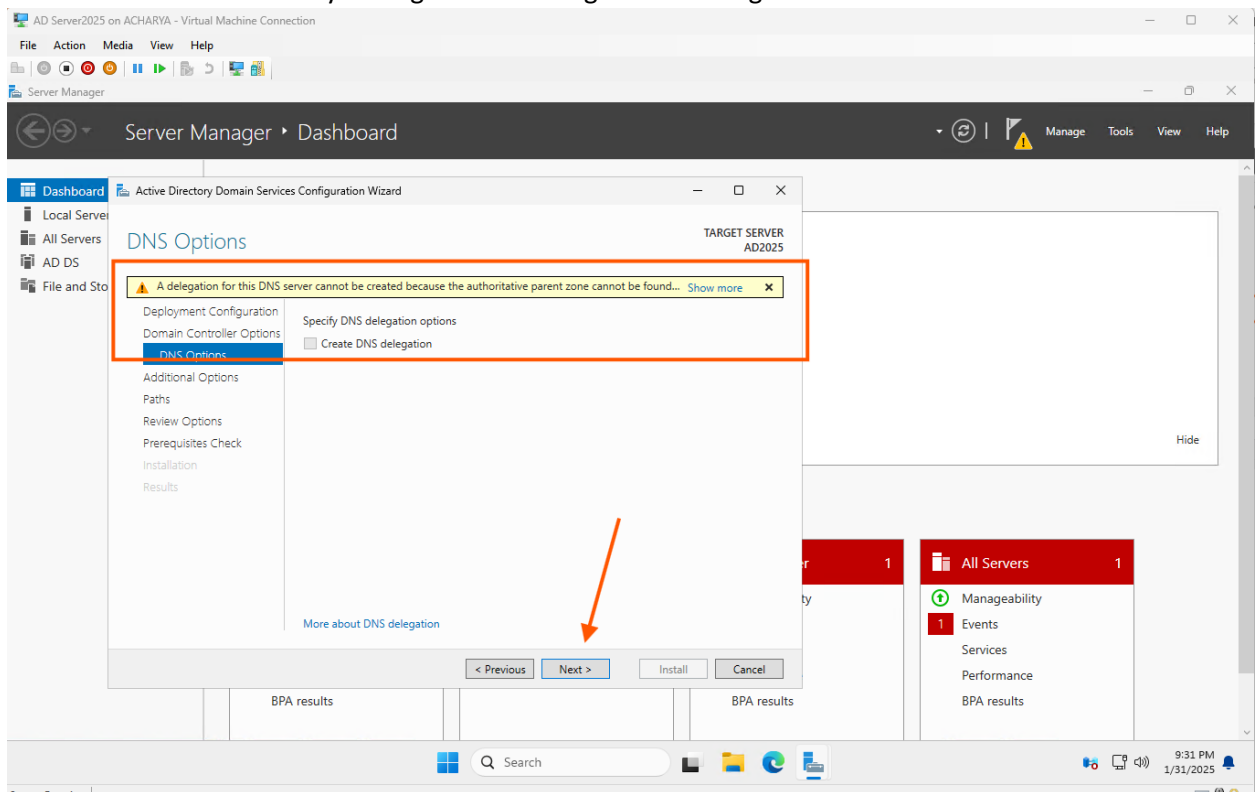 AD Server2025 on ACHARYA - Virtual Machine Connection
File Action Media View Help
Server Manager
Server Manager Dashboard
Manage Tools View Help
Dashboard
Local Server
All Servers
AD DS
File and Sto
Active Directory Domain Services Configuration Wizard
DNS Options
TARGET SERVER
AD2025
A delegation for this DNS server cannot be created because the authoritative parent zone cannot be found... Show more
Deployment Configuration
Domain Controller Options
DNS Options
Additional Options
Paths
Review Options
Prerequisites Check
Installation
Results
Specify DNS delegation options
Create DNS delegation
More about DNS delegation
< Previous Next > Install Cancel
Hide
BPA results
r 1
ty
BPA results
All Servers 1
Manageability
1 Events
Services
Performance
BPA results
Search
9:31 PM
1/31/2025